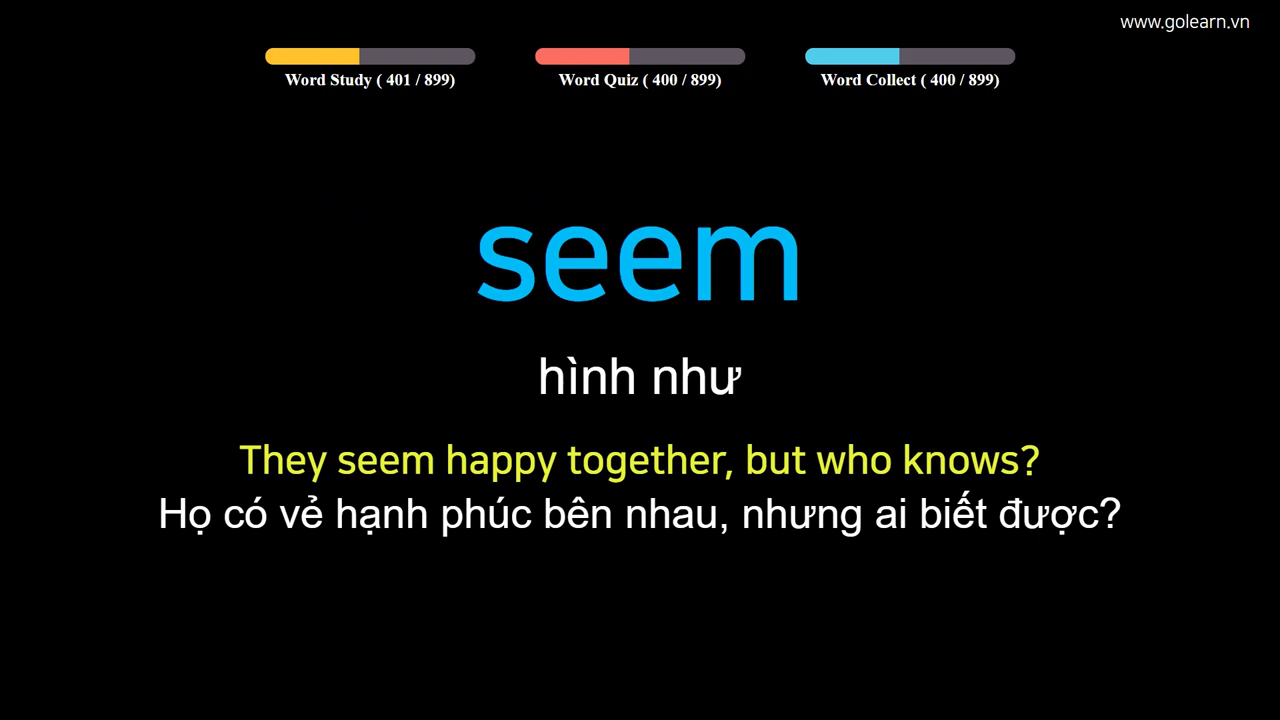 www.golearn.vn
Word Study ( 401 / 899)
Word Quiz ( 400 / 899)
Word Collect ( 400 / 899)
seem
hình như
They seem happy together, but who knows?
Họ có vẻ hạnh phúc bên nhau, nhưng ai biết được?